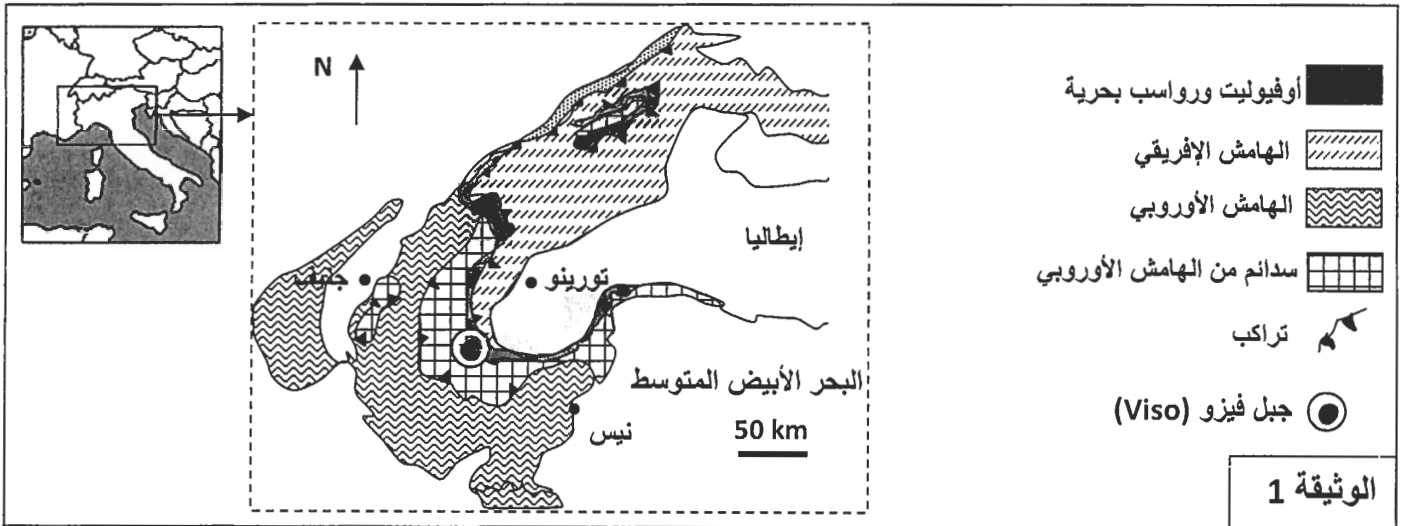 N
أوفيوليت ورواسب بحرية
الهامش الإفريقي
الهامش الأوروبي
سدائم من الهامش الأوروبي
تراكب
جبل فيزو (Viso)
إيطاليا
تورينو
جنيف
البحر الأبيض المتوسط
نيس
50 km
الوثيقة 1